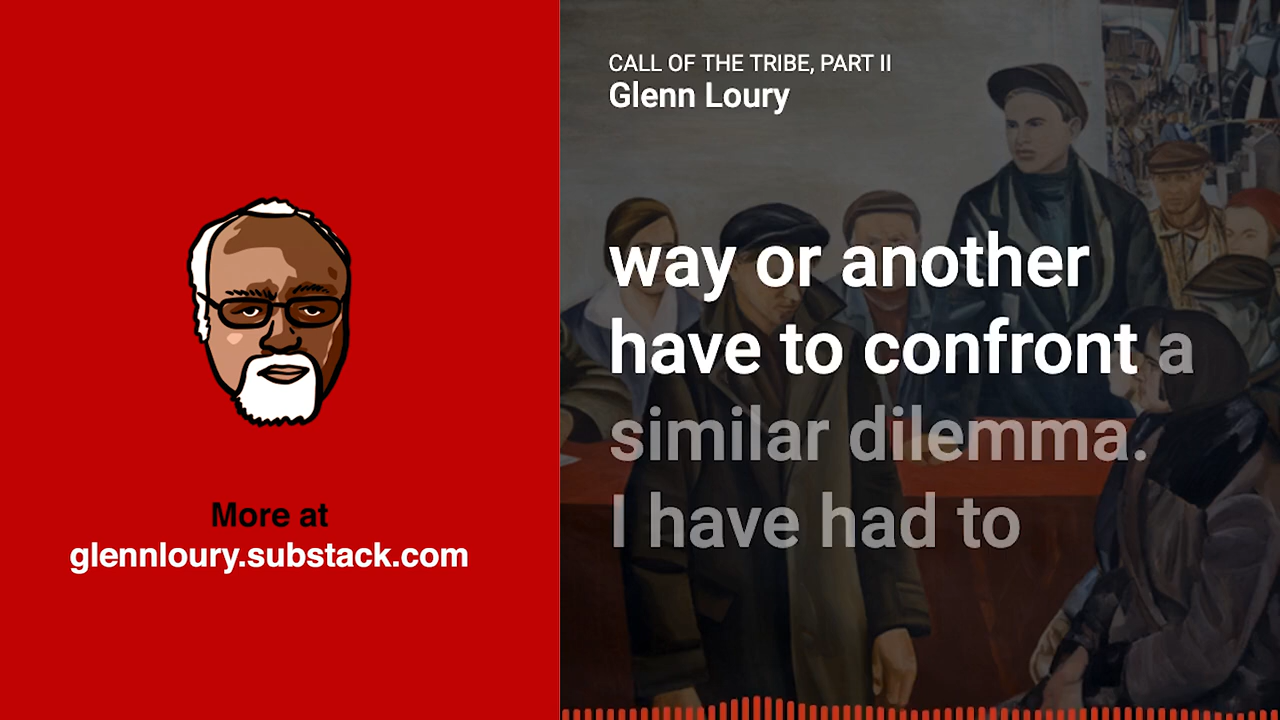 More at
glennloury.substack.com
CALL OF THE TRIBE, PART II
Glenn Loury
way or another
have to confront a
similar dilemma.
I have had to